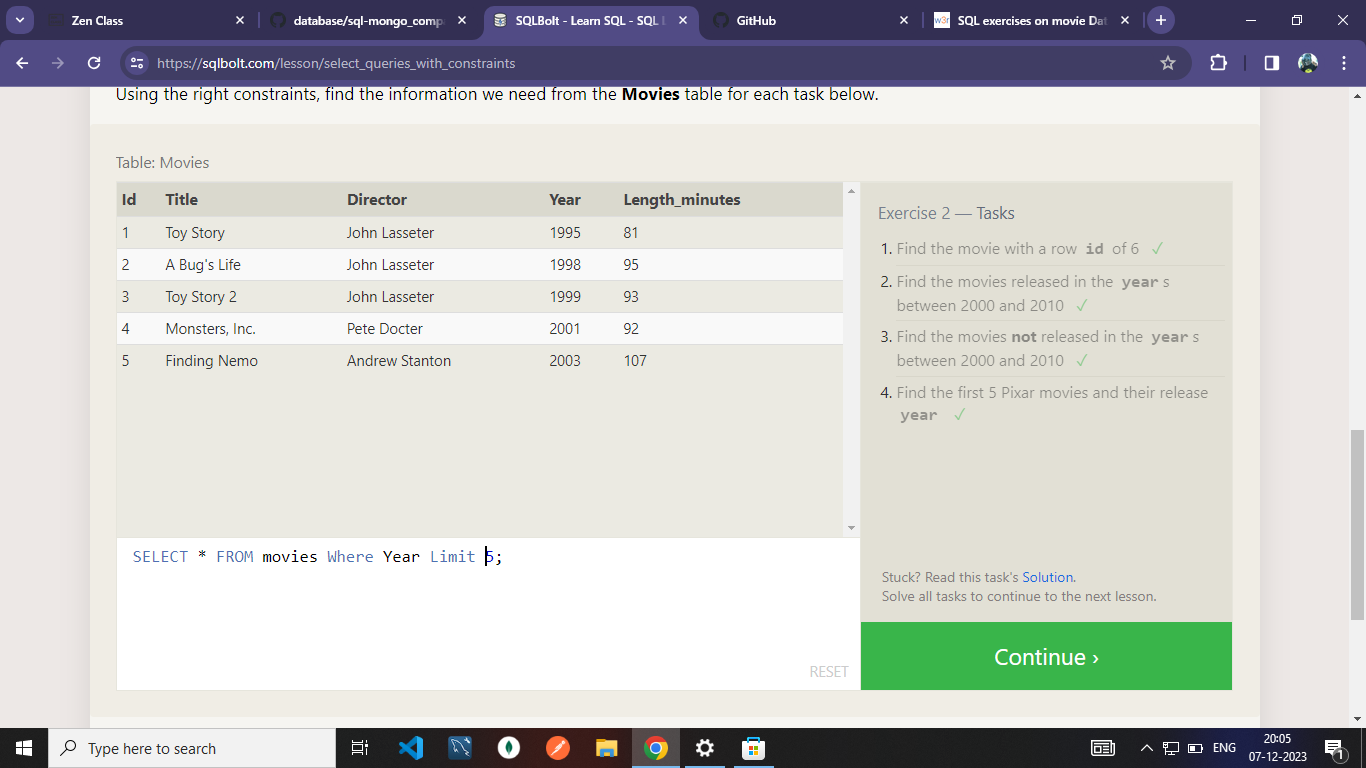 Zen Class
database/sql-mongo_comp
SQLBolt - Learn SQL - SQL L
GitHub
w3r
SQL exercises on movie Dat
https://sqlbolt.com/lesson/select_queries_with_constraints
Using the right constraints, find the information we need from the Movies table for each task below.
Table: Movies
Id Title Director Year Length_minutes
1 Toy Story John Lasseter 1995 81
2 A Bug's Life John Lasseter 1998 95
3 Toy Story 2 John Lasseter 1999 93
4 Monsters, Inc. Pete Docter 2001 92
5 Finding Nemo Andrew Stanton 2003 107
SELECT * FROM movies Where Year Limit 5;
RESET
Exercise 2 — Tasks
1. Find the movie with a row id of 6 ✓
2. Find the movies released in the year s
between 2000 and 2010 ✓
3. Find the movies not released in the year s
between 2000 and 2010 ✓
4. Find the first 5 Pixar movies and their release
year ✓
Stuck? Read this task's Solution.
Solve all tasks to continue to the next lesson.
Continue ›
Type here to search
ENG
20:05
07-12-2023
1